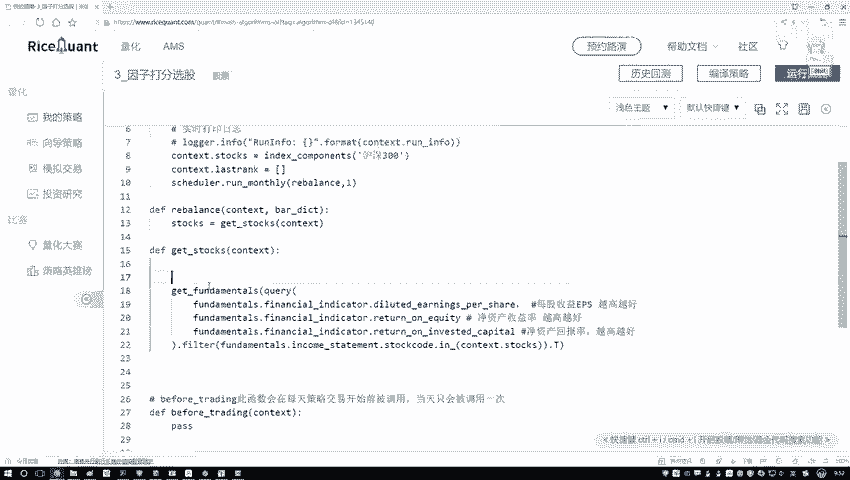 RiceQuant 量化 AMS 预约路演 帮助文档 社区
3_因子打分选股 股票 历史回测 编译策略
量化
我的策略
向导策略
模拟交易
投资研究
比赛
量化大赛
策略英雄榜
浅色主题 默认快捷键
6 # 实时打印日志
7 # logger.info("RunInfo: {}".format(context.run_info))
8 context.stocks = index_components('沪深300')
9 context.lastrank = []
10 scheduler.run_monthly(rebalance,1)
11
12 def rebalance(context, bar_dict):
13 stocks = get_stocks(context)
14
15 def get_stocks(context):
16
17
18 get_fundamentals(query(
19 fundamentals.financial_indicator.diluted_earnings_per_share, #每股收益EPS 越高越好
20 fundamentals.financial_indicator.return_on_equity # 净资产收益率 越高越好
21 fundamentals.financial_indicator.return_on_invested_capital #净资产回报率，越高越好
22 ).filter(fundamentals.income_statement.stockcode.in_(context.stocks)).T)
23
24
25
26 # before_trading此函数会在每天策略交易开始前被调用，当天只会被调用一次
27 def before_trading(context):
28 pass
29
9:52